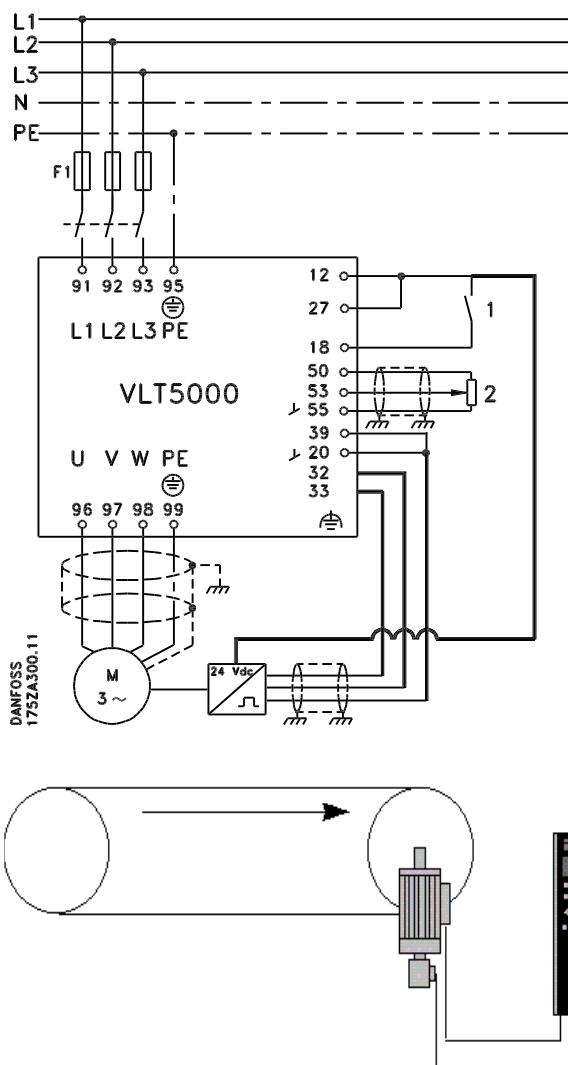 L1
L2
L3
N
PE
F1
91 92 93 95
L1 L2 L3 PE
VLT5000
U V W PE
96 97 98 99
12
27
18
50
53
55
39
20
32
33
1
2
DANFOSS
175ZA300.11
M
3 ~
24 Vdc